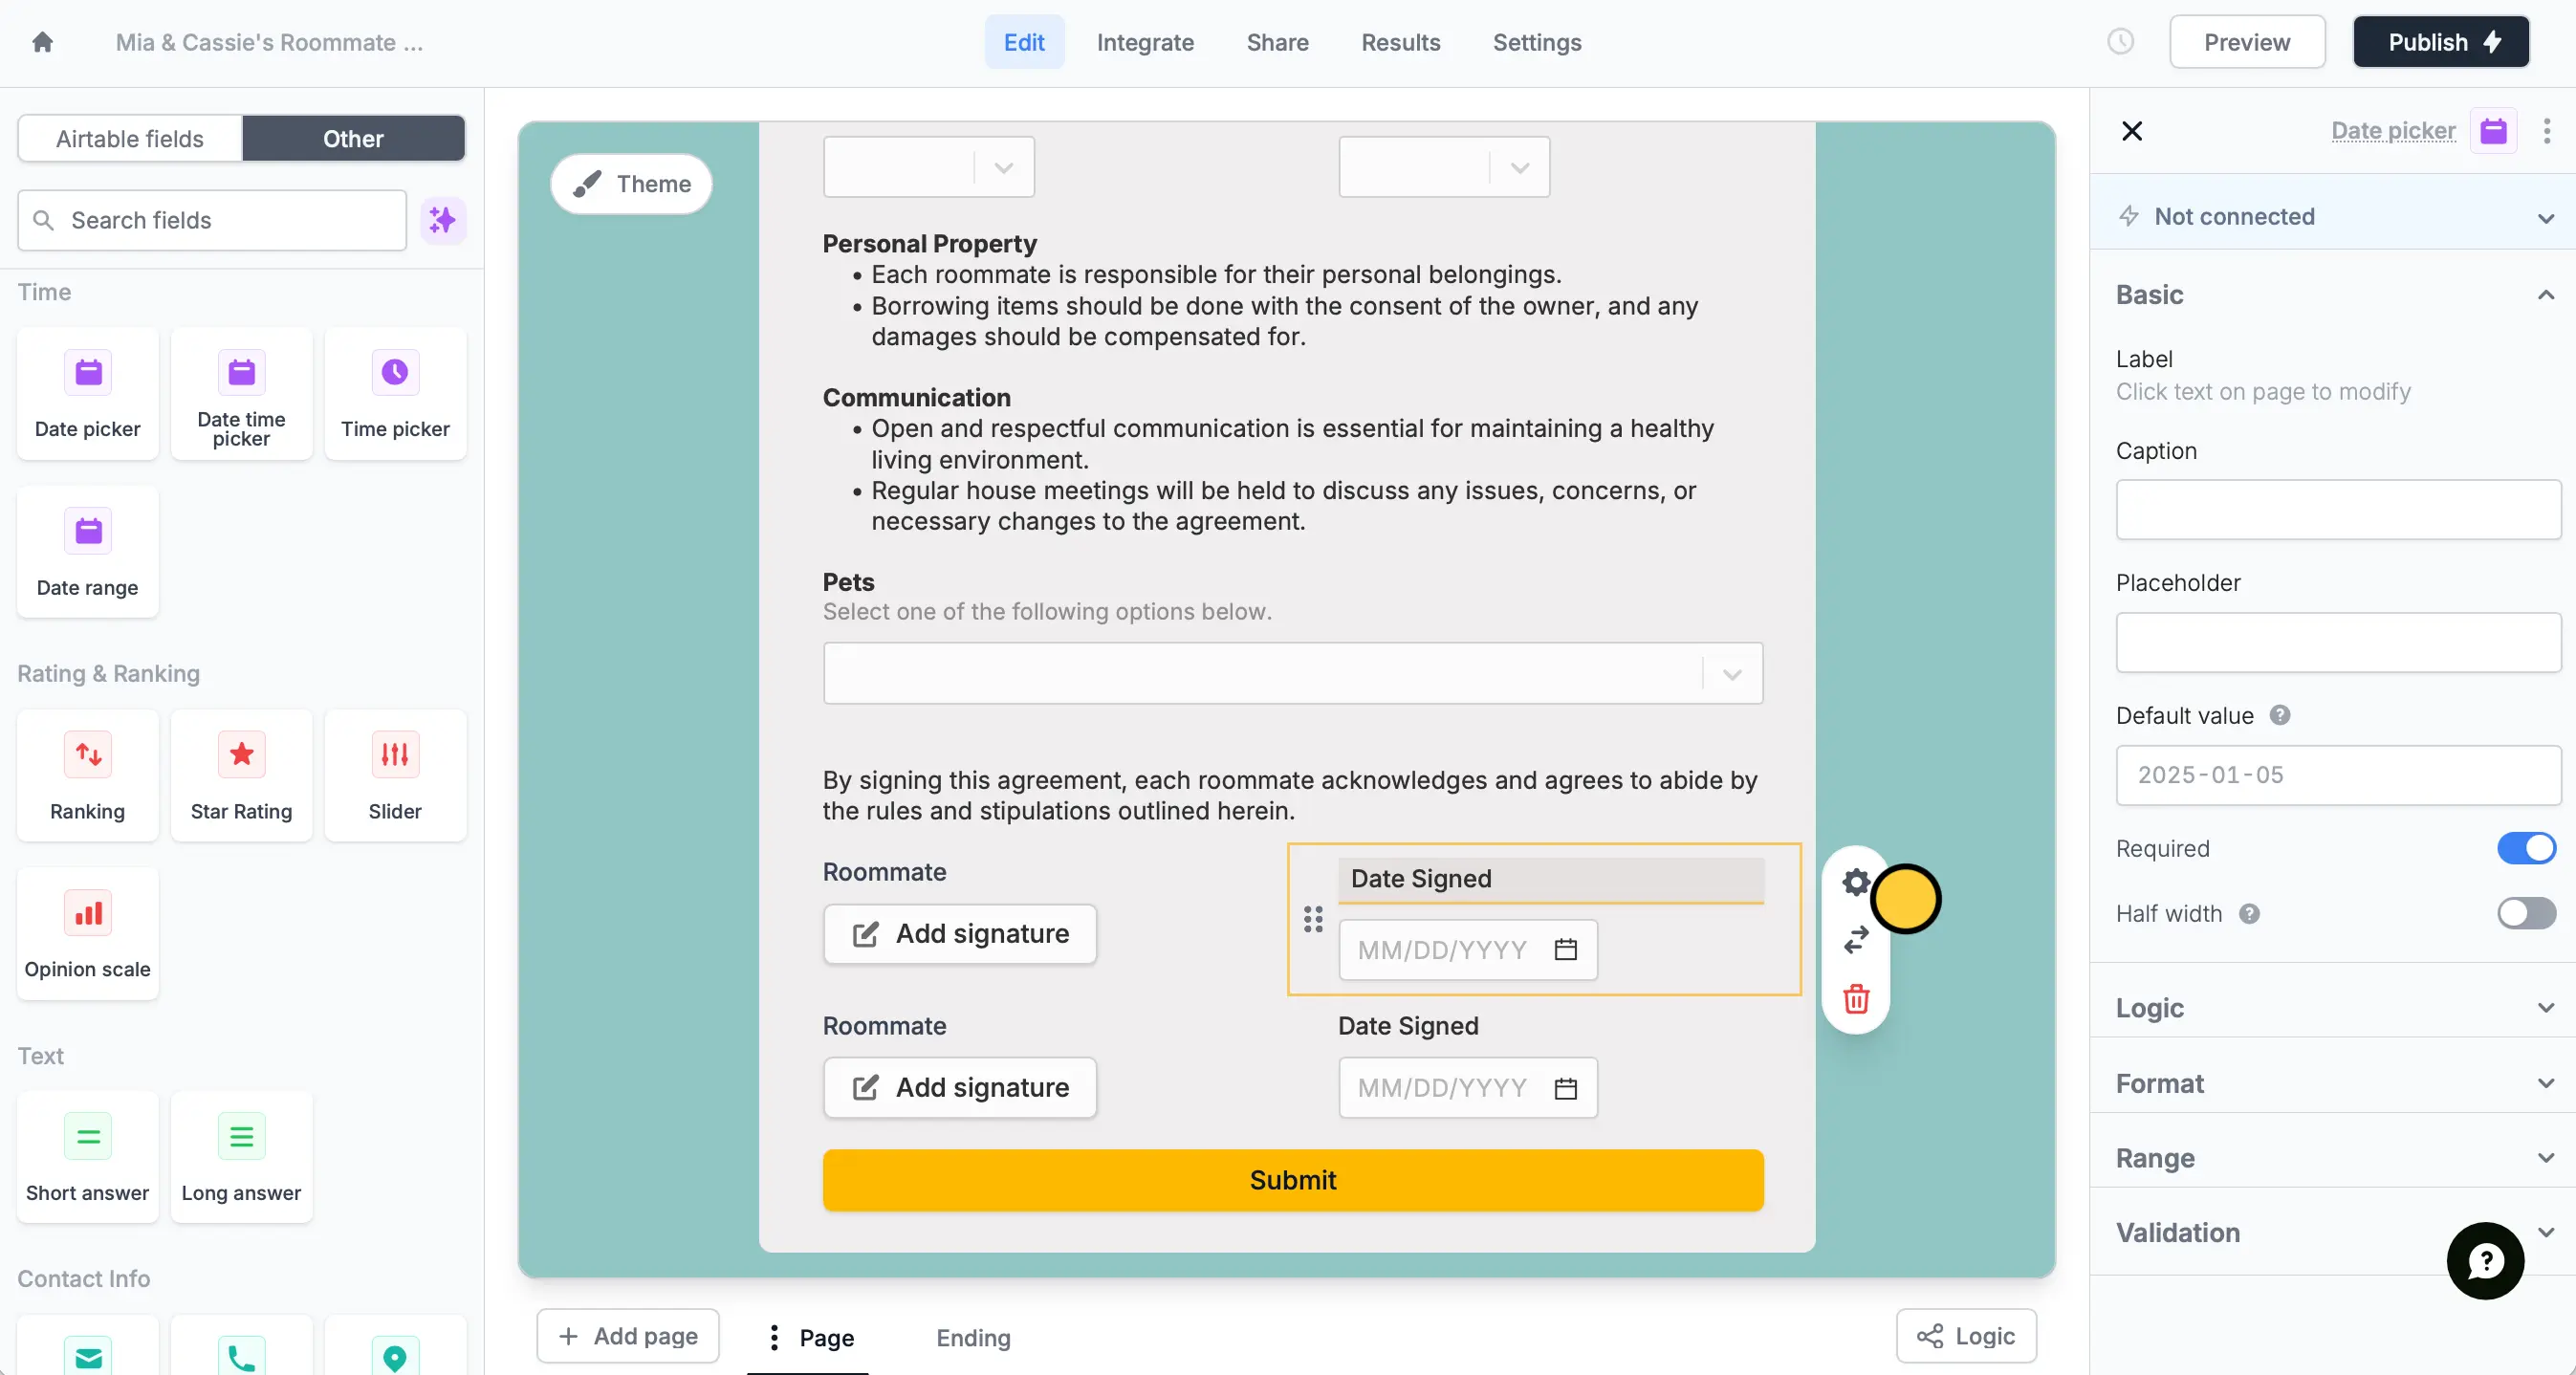 Mia & Cassie's Roommate ...
Edit
Integrate
Share
Results
Settings
Preview
Publish
Airtable fields
Other
Search fields
Time
Date picker
Date time
picker
Time picker
Date range
Rating & Ranking
Ranking
Star Rating
Slider
Opinion scale
Text
Short answer
Long answer
Contact Info
Theme
Personal Property
• Each roommate is responsible for their personal belongings.
• Borrowing items should be done with the consent of the owner, and any
damages should be compensated for.
Communication
• Open and respectful communication is essential for maintaining a healthy
living environment.
• Regular house meetings will be held to discuss any issues, concerns, or
necessary changes to the agreement.
Pets
Select one of the following options below.
By signing this agreement, each roommate acknowledges and agrees to abide by
the rules and stipulations outlined herein.
Roommate
Add signature
Date Signed
MM/DD/YYYY
Roommate
Add signature
Date Signed
MM/DD/YYYY
Submit
Add page
Page
Ending
Logic
Date picker
Not connected
Basic
Label
Click text on page to modify
Caption
Placeholder
Default value
2025-01-05
Required
Half width
Logic
Format
Range
Validation